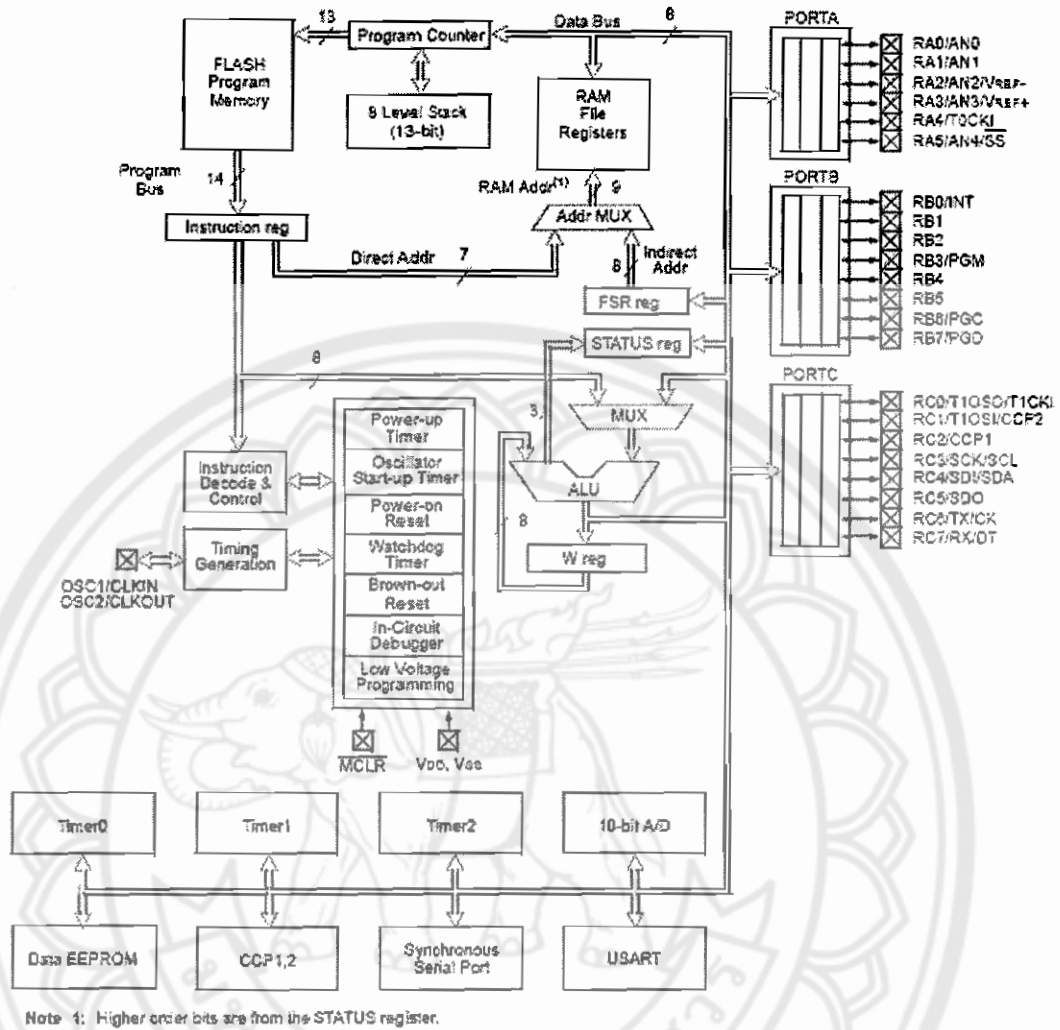 13
Program Counter
Data Bus
8
PORTA
FLASH
Program
Memory
8 Level Stack
(13-bit)
RAM
File
Registers
RA0/AN0
RA1/AN1
RA2/AN2/VREF-
RA3/AN3/VREF+
RA4/T0CKI
RA5/AN4/SS
Program
Bus
14
RAM Addr(1)
9
PORTB
Instruction reg
Addr MUX
RB0/INT
RB1
RB2
RB3/PGM
RB4
RB5
RB6/PGC
RB7/PGD
Direct Addr
7
8
Indirect
Addr
FSR reg
STATUS reg
8
PORTC
3
MUX
RC0/T1OSO/T1CKI
RC1/T1OSI/CCP2
RC2/CCP1
RC3/SCK/SCL
RC4/SDI/SDA
RC5/SDO
RC6/TX/CK
RC7/RX/DT
Power-up
Timer
Instruction
Decode &
Control
Oscillator
Start-up Timer
ALU
Power-on
Reset
8
Timing
Generation
Watchdog
Timer
W reg
OSC1/CLKIN
OSC2/CLKOUT
Brown-out
Reset
In-Circuit
Debugger
Low Voltage
Programming
MCLR
VDD, VSS
Timer0
Timer1
Timer2
10-bit A/D
Data EEPROM
CCP1,2
Synchronous
Serial Port
USART
Note 1: Higher order bits are from the STATUS register.